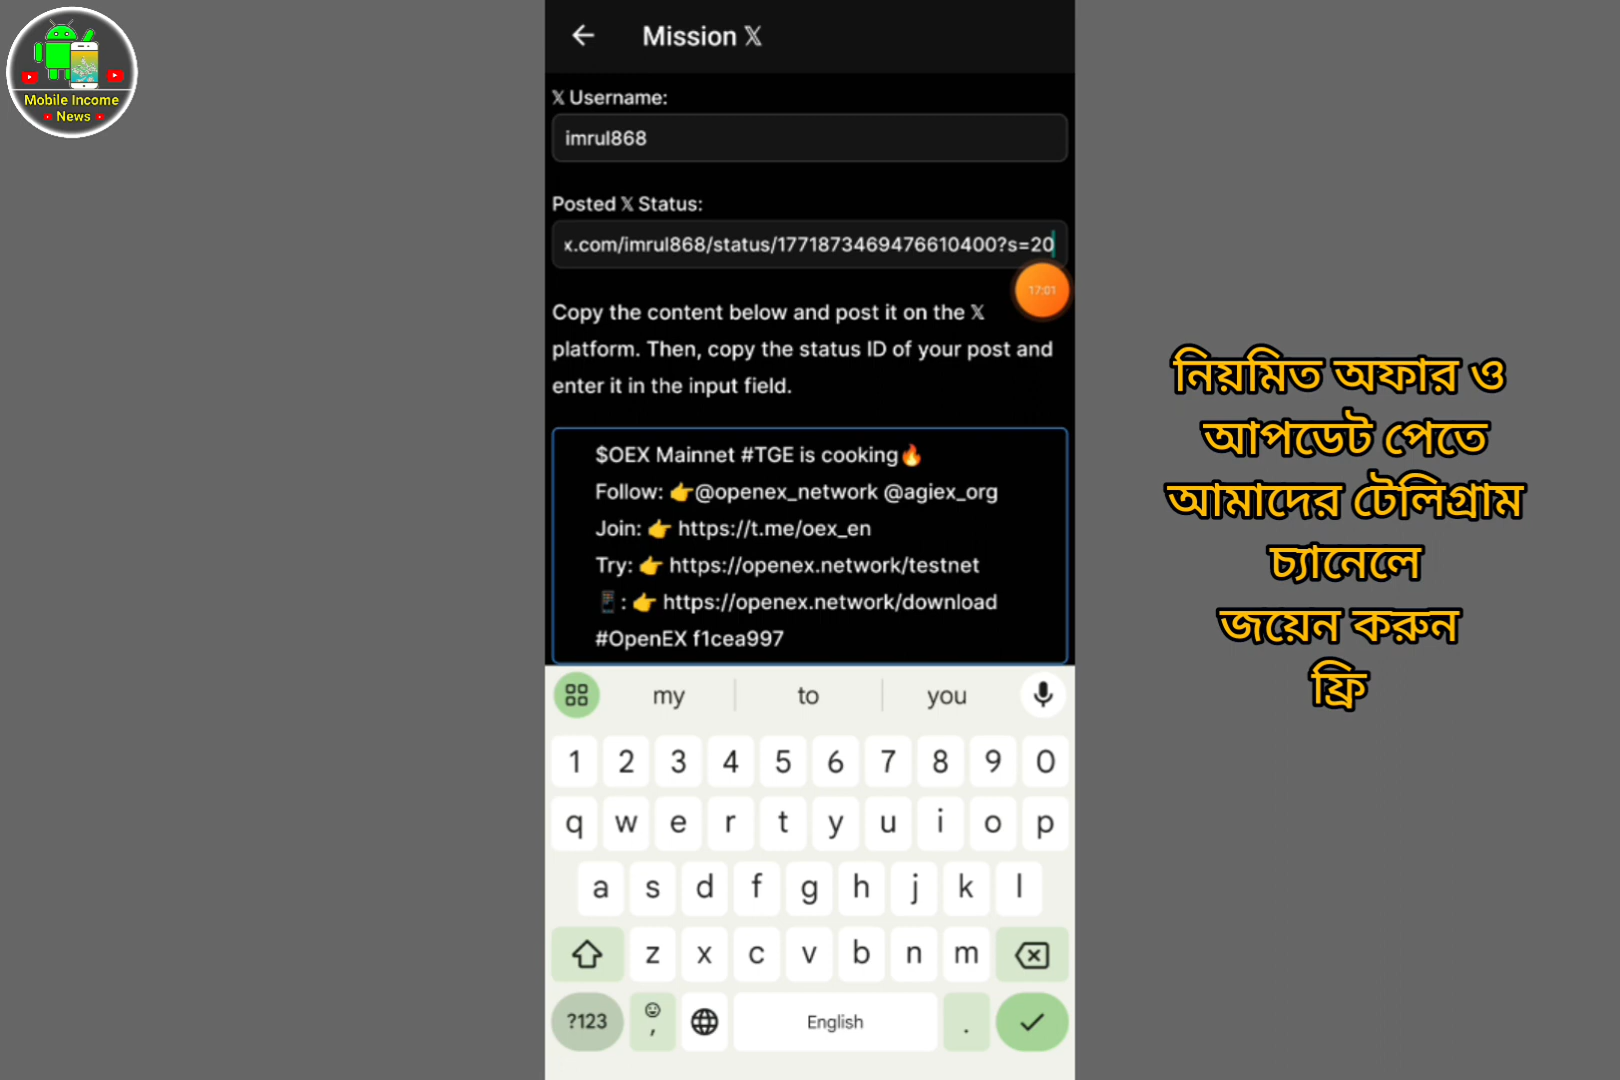 Mobile Income
News
Mission 𝕏
𝕏 Username:
imrul868
Posted 𝕏 Status:
x.com/imrul868/status/1771873469476610400?s=20
17:01
Copy the content below and post it on the 𝕏
platform. Then, copy the status ID of your post and
enter it in the input field.
$OEX Mainnet #TGE is cooking🔥
Follow: 👉@openex_network @agiex_org
Join: 👉 https://t.me/oex_en
Try: 👉 https://openex.network/testnet
📱: 👉 https://openex.network/download
#OpenEX f1cea997
my to you
1 2 3 4 5 6 7 8 9 0
q w e r t y u i o p
a s d f g h j k l
z x c v b n m
?123 , English .
নিয়মিত অফার ও
আপডেট পেতে
আমাদের টেলিগ্রাম
চ্যানেলে
জয়েন করুন
ফ্রি